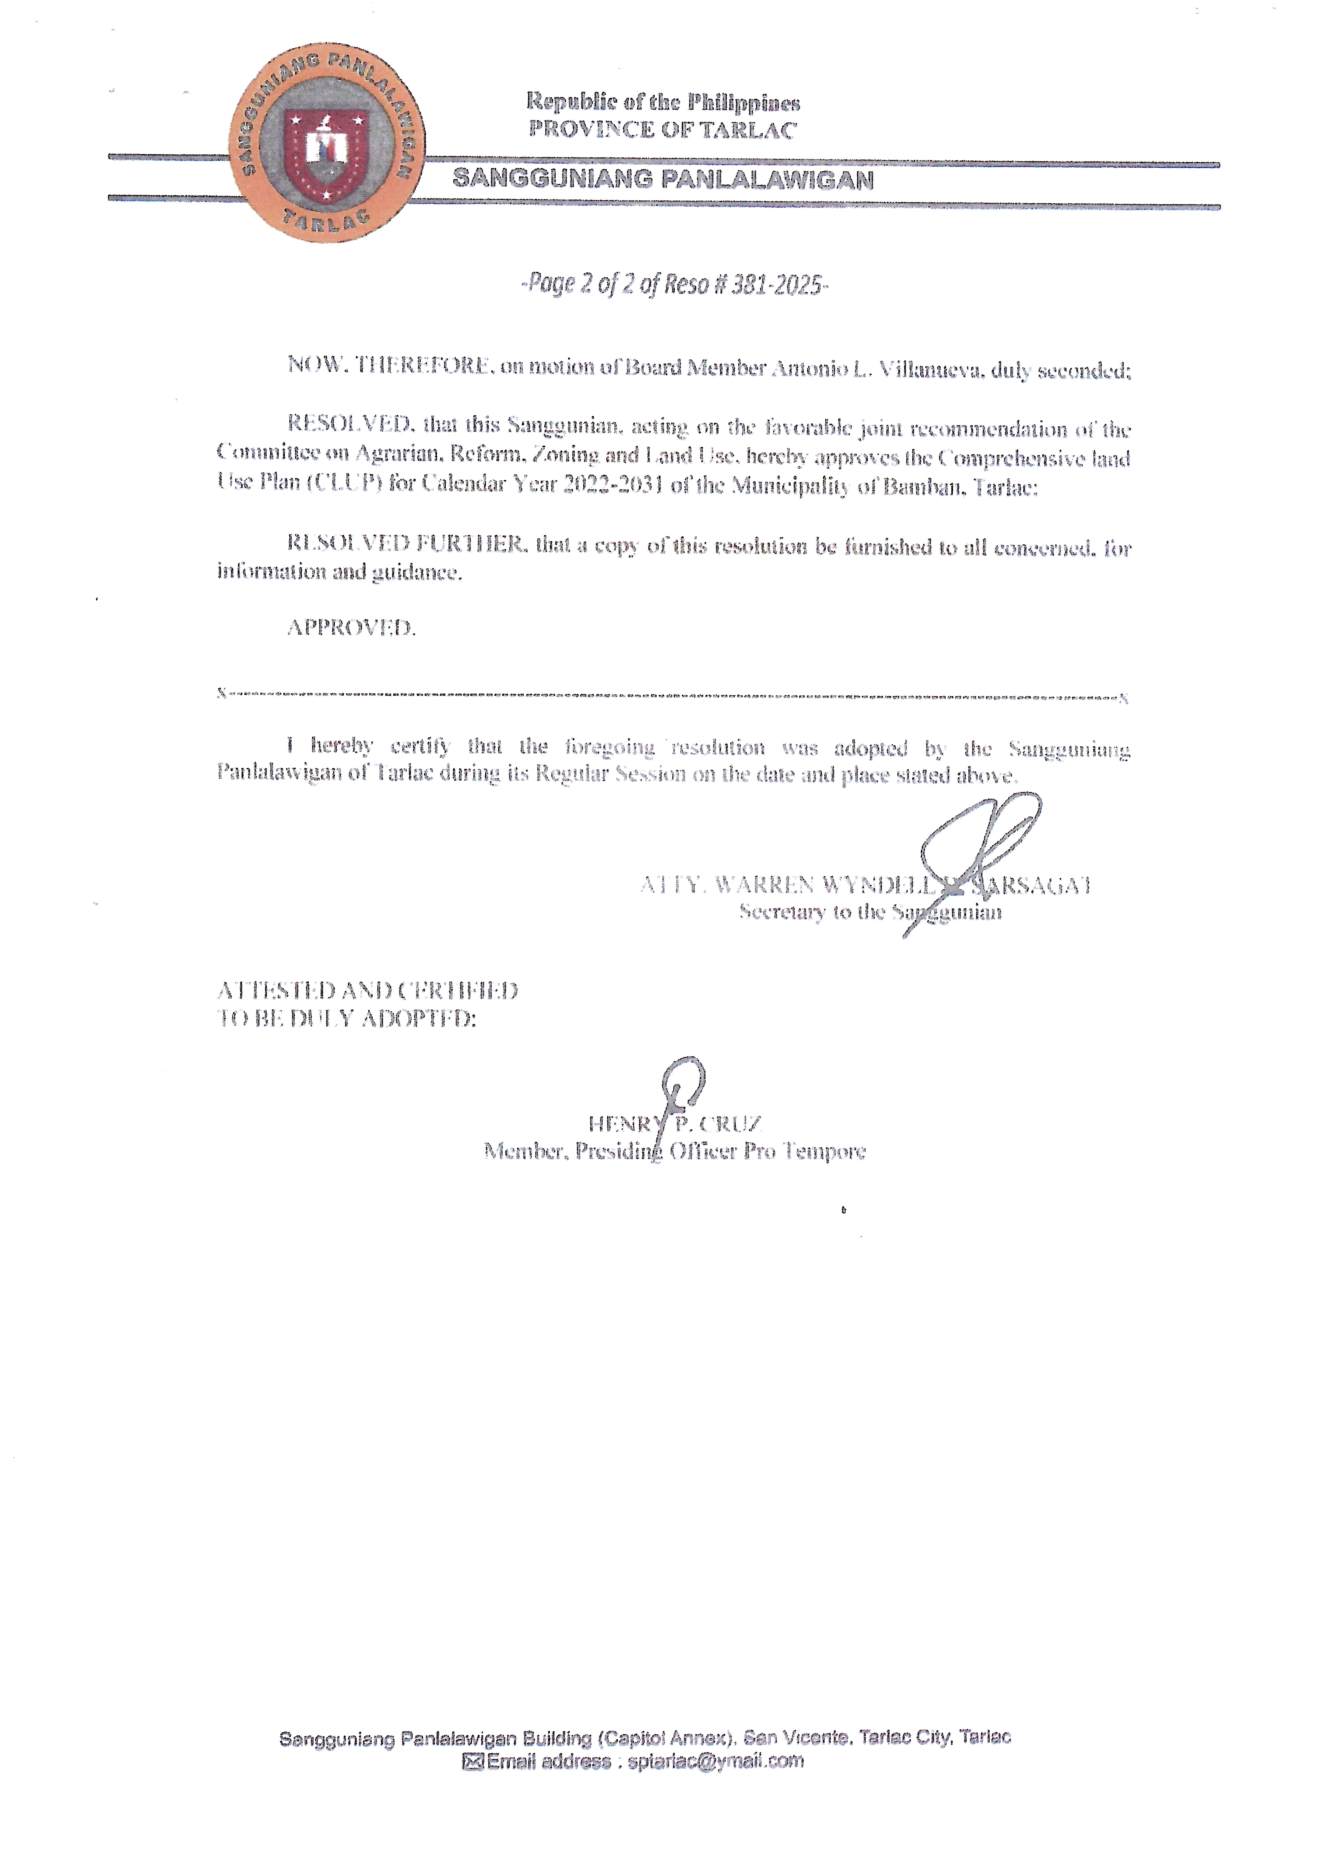 SANGGUNIANG PANLALAWIGAN
TARLAC
Republic of the Philippines
PROVINCE OF TARLAC
SANGGUNIANG PANLALAWIGAN
-Page 2 of 2 of Reso # 381-2025-
NOW, THEREFORE, on motion of Board Member Antonio L. Villanueva, duly seconded;
RESOLVED, that this Sanggunian, acting on the favorable joint recommendation of the
Committee on Agrarian, Reform, Zoning and Land Use, hereby approves the Comprehensive land
Use Plan (CLUP) for Calendar Year 2022-2031 of the Municipality of Bamban, Tarlac;
RESOLVED FURTHER, that a copy of this resolution be furnished to all concerned, for
information and guidance.
APPROVED.
x-----------------------------------------------------------------------------------------------x
I hereby certify that the foregoing resolution was adopted by the Sangguniang
Panlalawigan of Tarlac during its Regular Session on the date and place stated above.
ATTY. WARREN WYNDELL SARSAGAT
Secretary to the Sanggunian
ATTESTED AND CERTIFIED
TO BE DULY ADOPTED:
HENRY P. CRUZ
Member, Presiding Officer Pro Tempore
Sangguniang Panlalawigan Building (Capitol Annex), San Vicente, Tarlac City, Tarlac
Email address : sptarlac@ymail.com